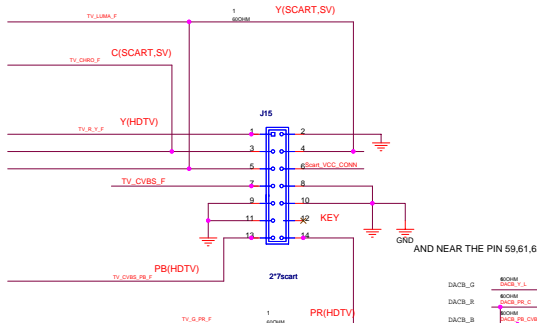 Y(SCART,SV)
1
60OHM
TV_LUMA_F
C(SCART,SV)
TV_CHRO_F
J15
Y(HDTV)
TV_R_Y_F
1 2
3 4
5 6
Scart_VCC_CONN
TV_CVBS_F
7 8
9 10
11 12
KEY
13 14
GND
AND NEAR THE PIN 59,61,6
PB(HDTV)
TV_CVBS_PB_F
2*7scart
DACB_G
60OHM
DACB_Y_L
DACB_R
60OHM
DACB_PR_C
DACB_B
60OHM
DACB_PB_CVB
PR(HDTV)
TV_G_PR_F
1
60OHM